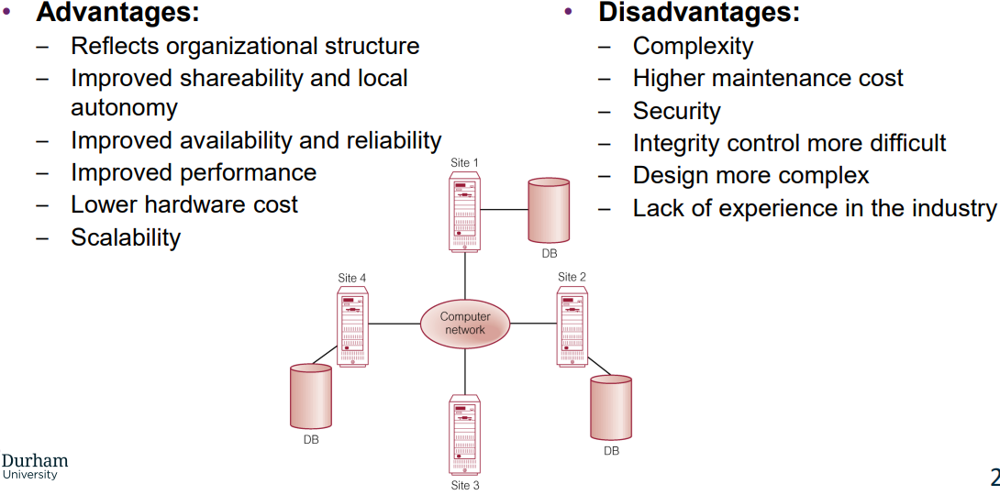 • Advantages:
– Reflects organizational structure
– Improved shareability and local
autonomy
– Improved availability and reliability
– Improved performance
– Lower hardware cost
– Scalability
• Disadvantages:
– Complexity
– Higher maintenance cost
– Security
– Integrity control more difficult
– Design more complex
– Lack of experience in the industry
Site 1
DB
Site 4
Site 2
Computer
network
DB
DB
Site 3
Durham
University
2